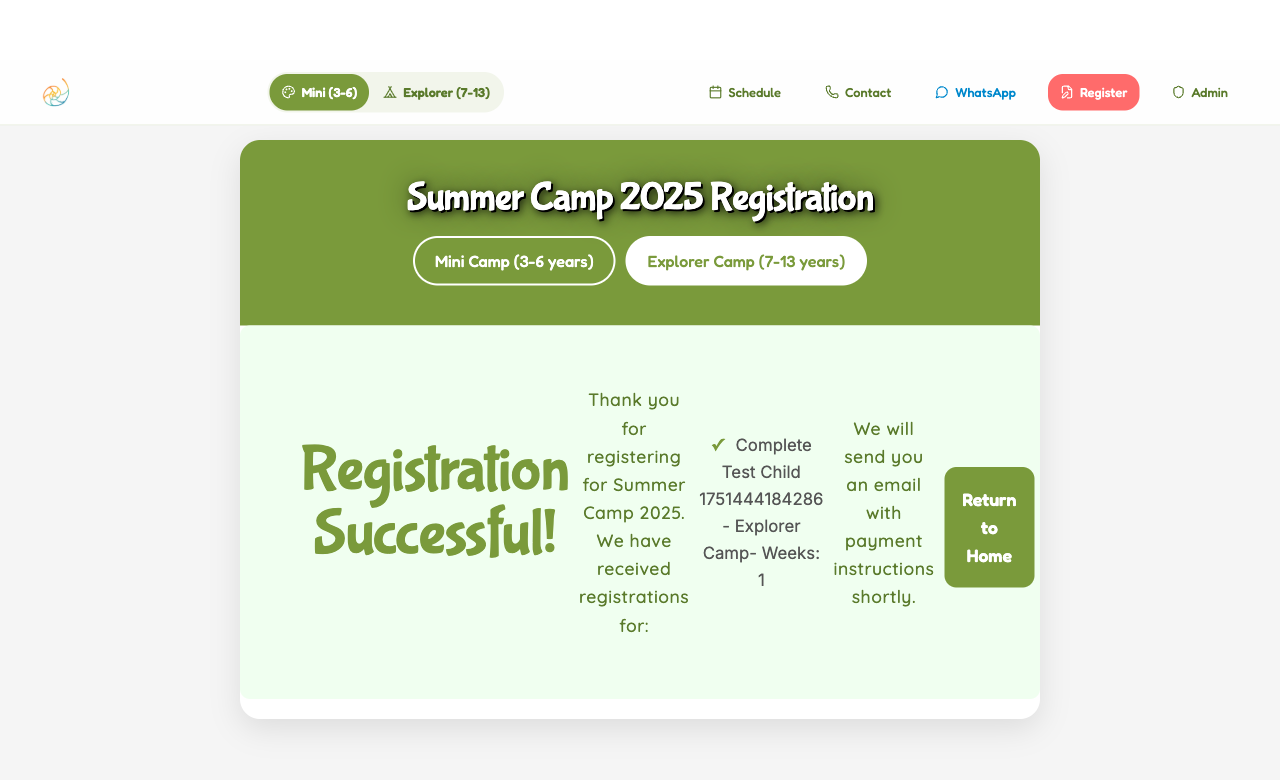 Mini (3-6)
Explorer (7-13)
Schedule
Contact
WhatsApp
Register
Admin
Summer Camp 2025 Registration
Mini Camp (3-6 years)
Explorer Camp (7-13 years)
Registration
Successful!
Thank you
for
registering
for Summer
Camp 2025.
We have
received
registrations
for:
✔ Complete
Test Child
1751444184286
- Explorer
Camp- Weeks:
1
We will
send you
an email
with
payment
instructions
shortly.
Return
to
Home